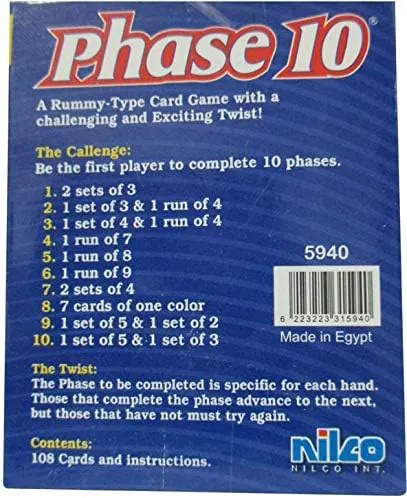 Phase 10®
A Rummy-Type Card Game with a
challenging and Exciting Twist!
The Callenge:
Be the first player to complete 10 phases.
1. 2 sets of 3
2. 1 set of 3 & 1 run of 4
3. 1 set of 4 & 1 run of 4
4. 1 run of 7
5. 1 run of 8
6. 1 run of 9
7. 2 sets of 4
8. 7 cards of one color
9. 1 set of 5 & 1 set of 2
10. 1 set of 5 & 1 set of 3
5940
6 223223 315940
Made in Egypt
The Twist:
The Phase to be completed is specific for each hand.
Those that complete the phase advance to the next,
but those that have not must try again.
Contents:
108 Cards and instructions.
nilco
NILCO INT.